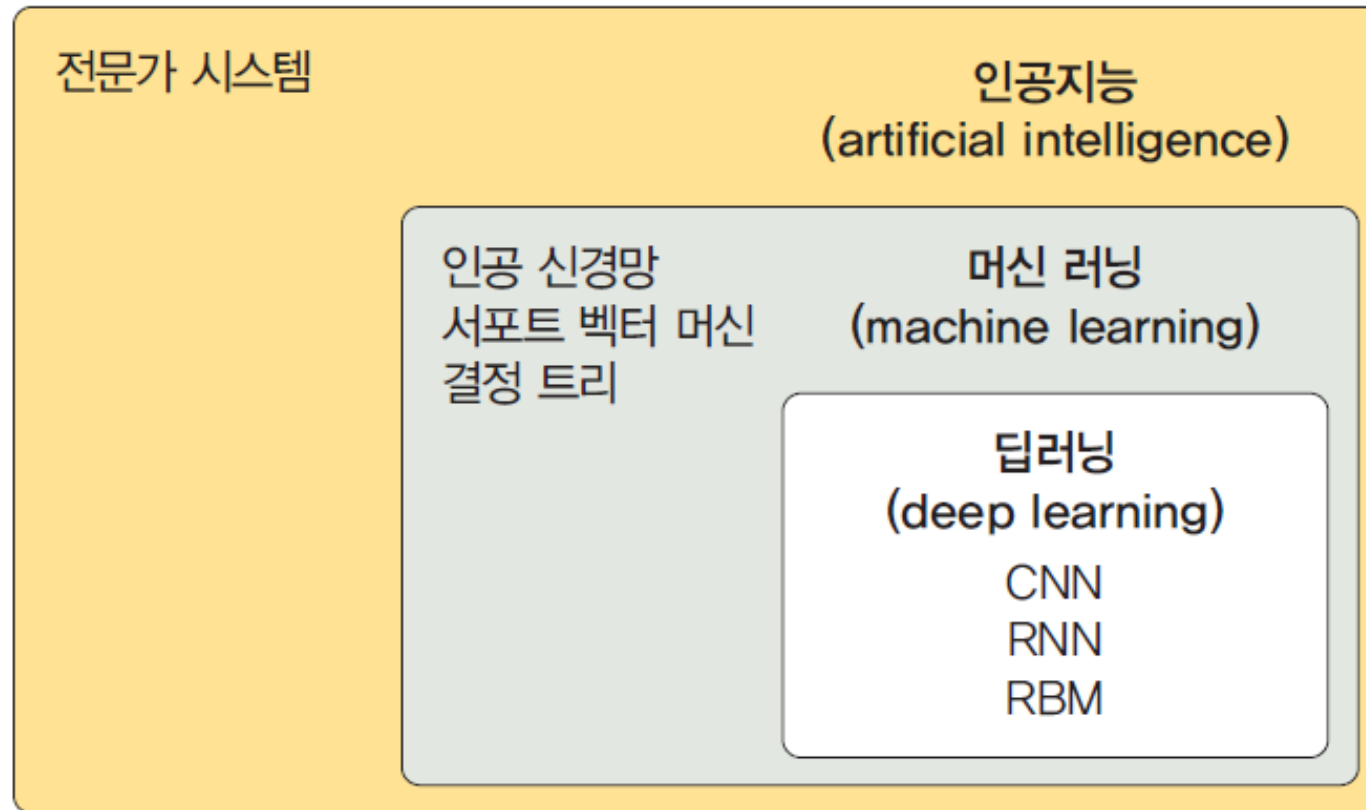 전문가 시스템
인공지능
(artificial intelligence)
인공 신경망
서포트 벡터 머신
결정 트리
머신 러닝
(machine learning)
딥러닝
(deep learning)
CNN
RNN
RBM